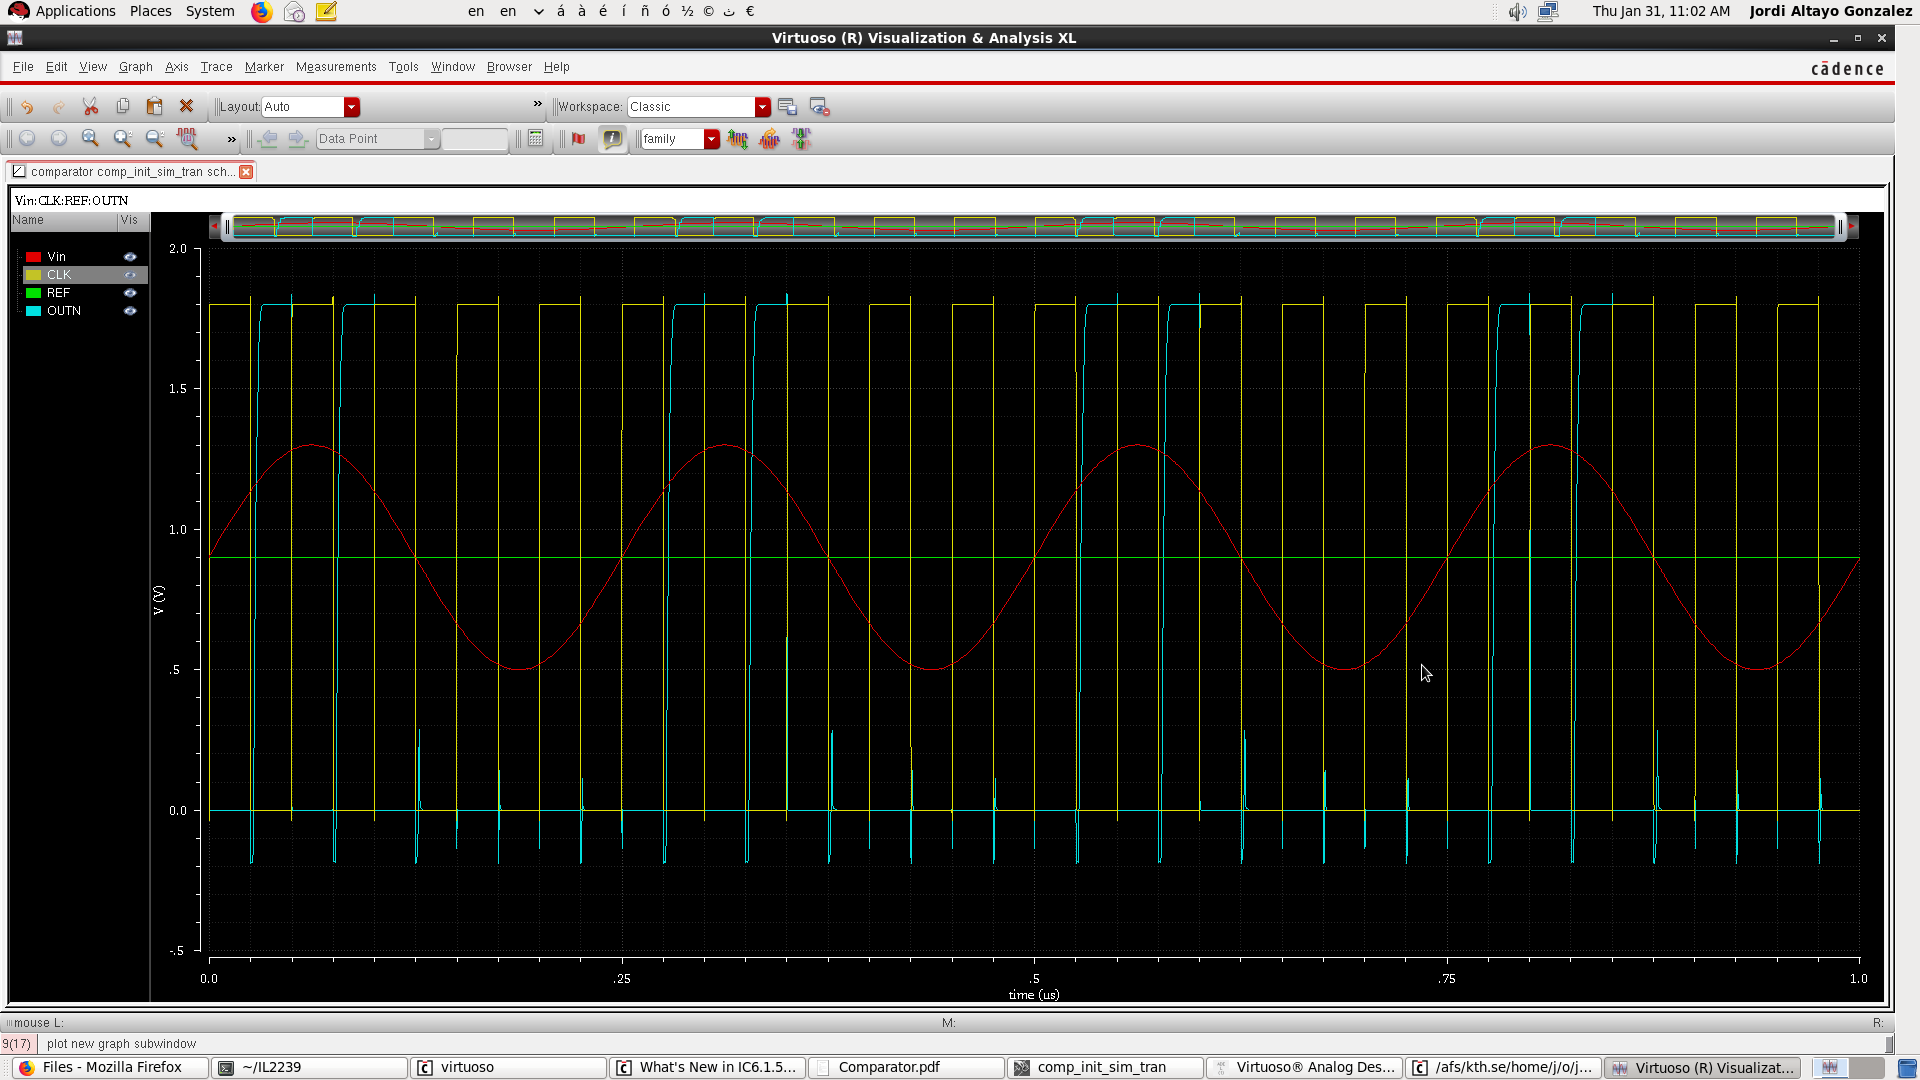 Applications Places System en en á à é í ñ ó ½ © ن € Thu Jan 31, 11:02 AM Jordi Altayo Gonzalez
Virtuoso (R) Visualization & Analysis XL
File Edit View Graph Axis Trace Marker Measurements Tools Window Browser Help cādence
Layout: Auto » Workspace: Classic
» Data Point family
comparator comp_init_sim_tran sch...
Vin:CLK:REF:OUTN
Name Vis
Vin
CLK
REF
OUTN
2.0
1.5
1.0
V (V)
.5
0.0
-.5
0.0 .25 .5 .75 1.0
time (us)
mouse L: M: R:
9(17) plot new graph subwindow
Files - Mozilla Firefox ~/IL2239 virtuoso What's New in IC6.1.5... Comparator.pdf comp_init_sim_tran Virtuoso® Analog Des... /afs/kth.se/home/j/o/j... Virtuoso (R) Visualizat...